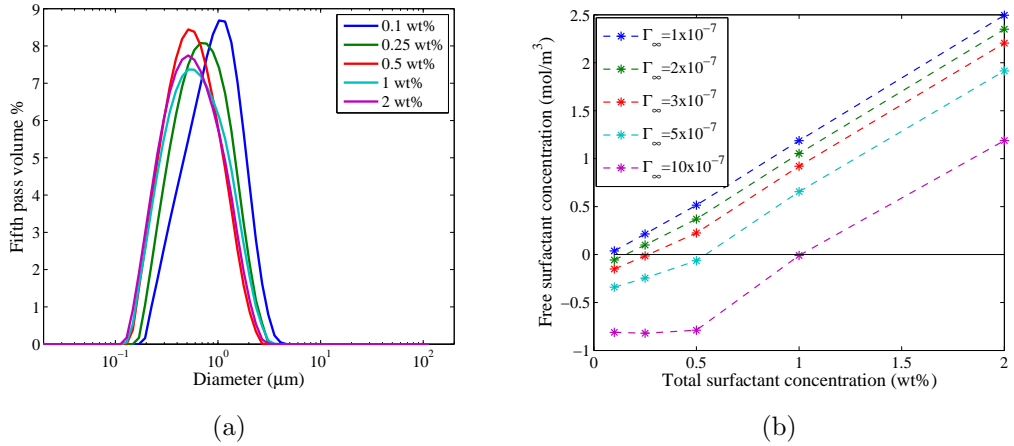 9
8
7
6
5
4
3
2
1
0
Fifth pass volume %
10⁻¹
10⁰
10¹
10²
Diameter (μm)
0.1 wt%
0.25 wt%
0.5 wt%
1 wt%
2 wt%
(a)
2.5
2
1.5
1
0.5
0
−0.5
−1
Free surfactant concentration (mol/m³)
0
0.5
1
1.5
2
Total surfactant concentration (wt%)
Γ∞=1x10⁻⁷
Γ∞=2x10⁻⁷
Γ∞=3x10⁻⁷
Γ∞=5x10⁻⁷
Γ∞=10x10⁻⁷
(b)